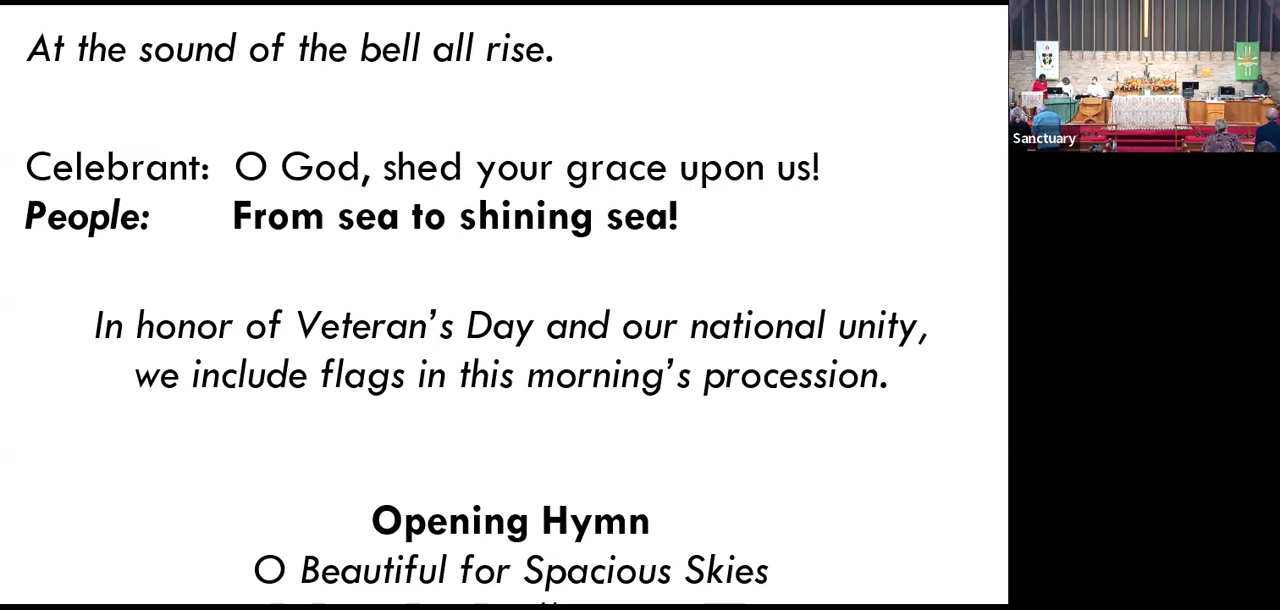 At the sound of the bell all rise.
Celebrant: O God, shed your grace upon us!
People: From sea to shining sea!
In honor of Veteran’s Day and our national unity,
we include flags in this morning’s procession.
Opening Hymn
O Beautiful for Spacious Skies
Sanctuary